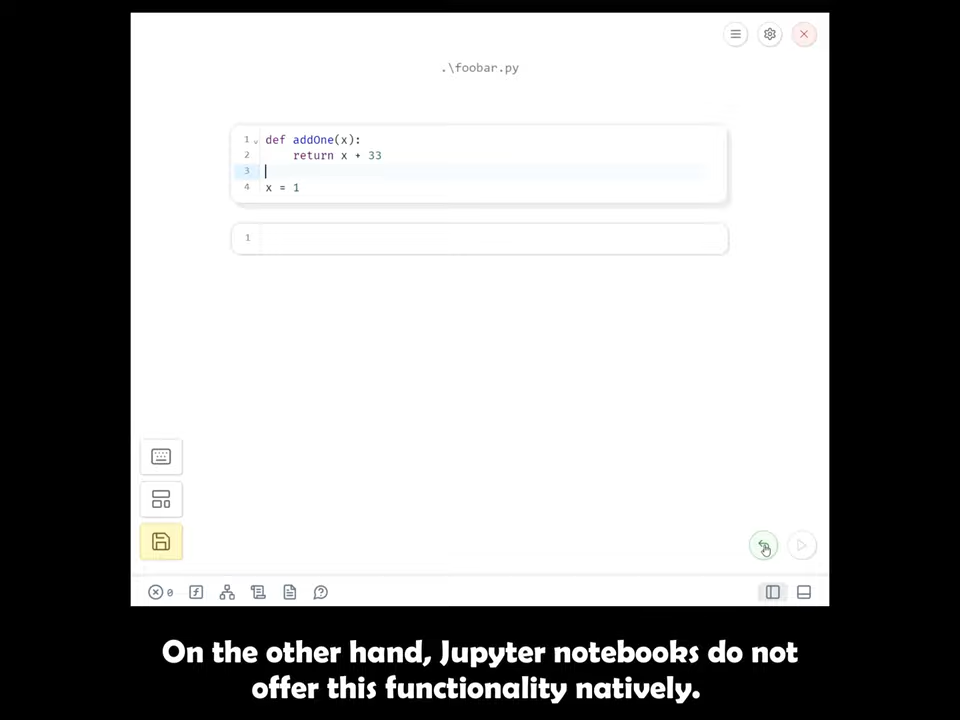 .\foobar.py
1 def addOne(x):
2 return x + 33
3
4 x = 1
1
0
On the other hand, Jupyter notebooks do not
offer this functionality natively.